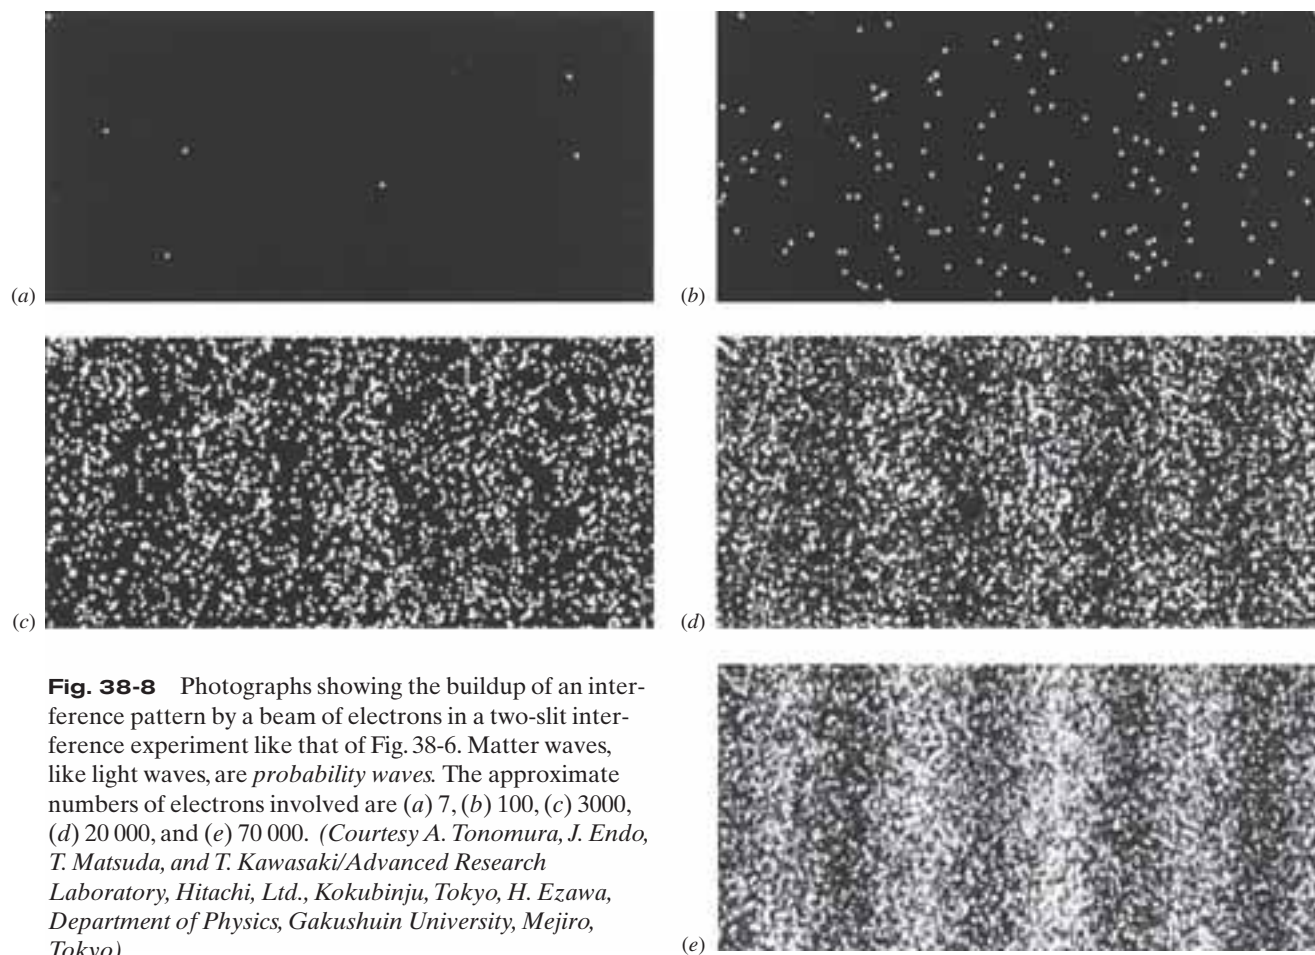 (a)
(b)
(c)
(d)
Fig. 38-8 Photographs showing the buildup of an inter-
ference pattern by a beam of electrons in a two-slit inter-
ference experiment like that of Fig. 38-6. Matter waves,
like light waves, are probability waves. The approximate
numbers of electrons involved are (a) 7, (b) 100, (c) 3000,
(d) 20 000, and (e) 70 000. (Courtesy A. Tonomura, J. Endo,
T. Matsuda, and T. Kawasaki/Advanced Research
Laboratory, Hitachi, Ltd., Kokubinju, Tokyo, H. Ezawa,
Department of Physics, Gakushuin University, Mejiro,
Tokyo)
(e)